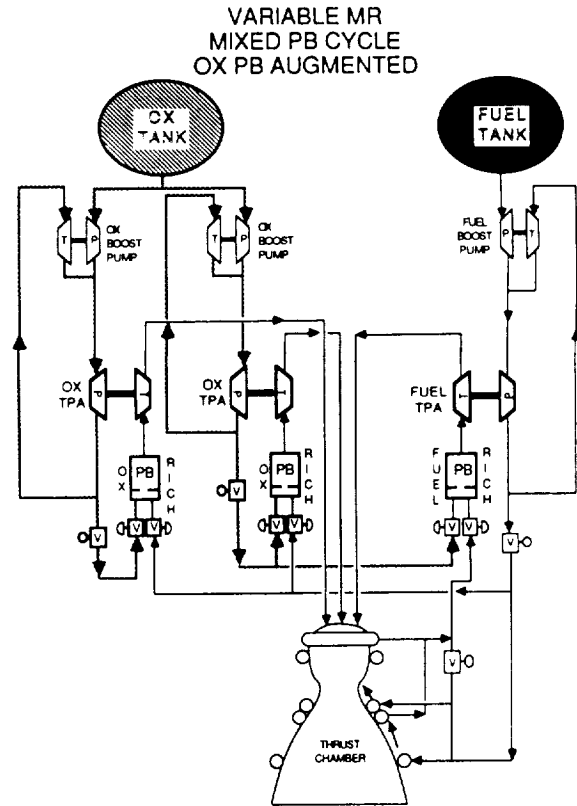 VARIABLE MR
MIXED PB CYCLE
OX PB AUGMENTED
OX
TANK
FUEL
TANK
T
P
OX
BOOST
PUMP
T
P
OX
BOOST
PUMP
FUEL
BOOST
PUMP
P
T
OX
TPA
P
T
OX
TPA
P
T
FUEL
TPA
T
P
OX
PB
RICH
OX
PB
RICH
FUEL
PB
RICH
V
V
V
V
V
V
V
V
V
V
THRUST
CHAMBER